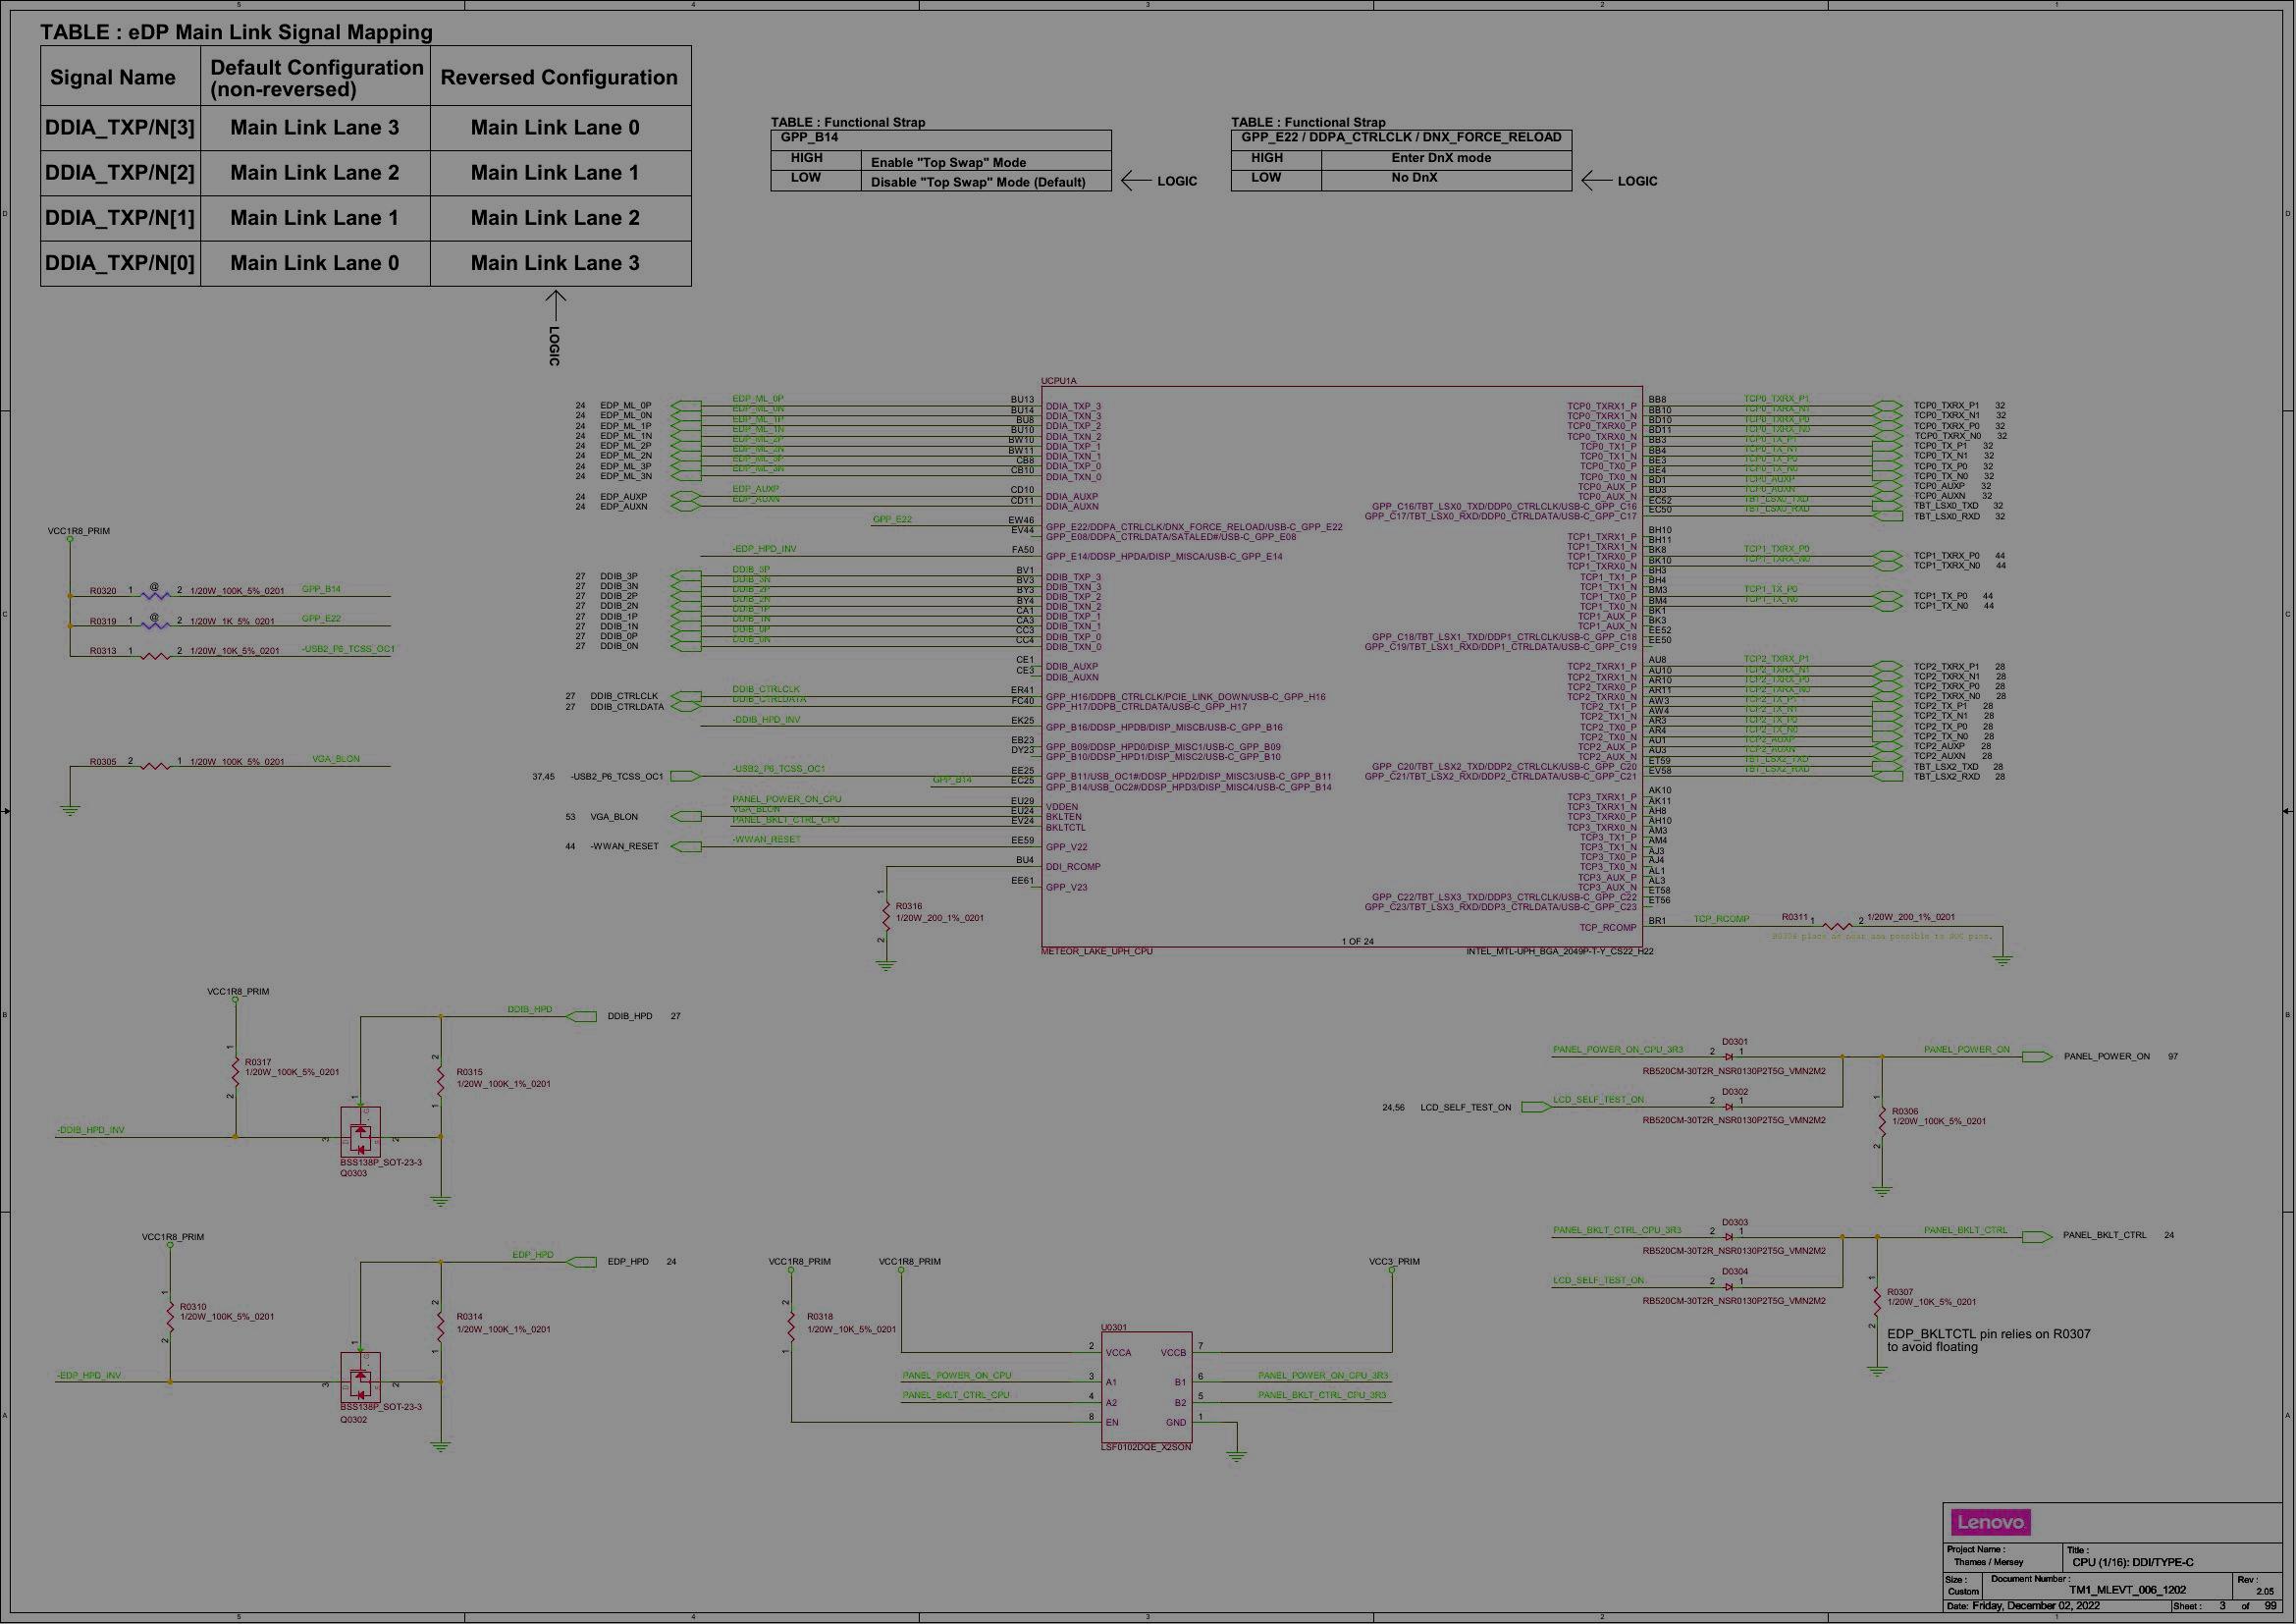 TABLE : eDP Main Link Signal Mapping
Signal Name Default Configuration (non-reversed) Reversed Configuration
DDIA_TXP/N[3] Main Link Lane 3 Main Link Lane 0
DDIA_TXP/N[2] Main Link Lane 2 Main Link Lane 1
DDIA_TXP/N[1] Main Link Lane 1 Main Link Lane 2
DDIA_TXP/N[0] Main Link Lane 0 Main Link Lane 3
LOGIC
TABLE : Functional Strap
GPP_B14
HIGH Enable "Top Swap" Mode
LOW Disable "Top Swap" Mode (Default)
LOGIC
TABLE : Functional Strap
GPP_E22 / DDPA_CTRLCLK / DNX_FORCE_RELOAD
HIGH Enter DnX mode
LOW No DnX
LOGIC
VCC1R8_PRIM
R0320 1 @ 2 1/20W_100K_5%_0201 GPP_B14
R0319 1 @ 2 1/20W_1K_5%_0201 GPP_E22
R0313 1 2 1/20W_10K_5%_0201 -USB2_P6_TCSS_OC1
R0305 2 1 1/20W_100K_5%_0201 VGA_BLON
UCPU1A
24 EDP_ML_0P EDP_ML_0P BU13 DDIA_TXP_3
24 EDP_ML_0N EDP_ML_0N BU14 DDIA_TXN_3
24 EDP_ML_1P EDP_ML_1P BU8 DDIA_TXP_2
24 EDP_ML_1N EDP_ML_1N BU10 DDIA_TXN_2
24 EDP_ML_2P EDP_ML_2P BW10 DDIA_TXP_1
24 EDP_ML_2N EDP_ML_2N BW11 DDIA_TXN_1
24 EDP_ML_3P EDP_ML_3P CB8 DDIA_TXP_0
24 EDP_ML_3N EDP_ML_3N CB10 DDIA_TXN_0
24 EDP_AUXP EDP_AUXP CD10 DDIA_AUXP
24 EDP_AUXN EDP_AUXN CD11 DDIA_AUXN
GPP_E22 EW46 GPP_E22/DDPA_CTRLCLK/DNX_FORCE_RELOAD/USB-C_GPP_E22
EV44 GPP_E08/DDPA_CTRLDATA/SATALED#/USB-C_GPP_E08
-EDP_HPD_INV FA50 GPP_E14/DDSP_HPDA/DISP_MISCA/USB-C_GPP_E14
27 DDIB_3P DDIB_3P BV1 DDIB_TXP_3
27 DDIB_3N DDIB_3N BV3 DDIB_TXN_3
27 DDIB_2P DDIB_2P BY3 DDIB_TXP_2
27 DDIB_2N DDIB_2N BY4 DDIB_TXN_2
27 DDIB_1P DDIB_1P CA1 DDIB_TXP_1
27 DDIB_1N DDIB_1N CA3 DDIB_TXN_1
27 DDIB_0P DDIB_0P CC3 DDIB_TXP_0
27 DDIB_0N DDIB_0N CC4 DDIB_TXN_0
CE1 DDIB_AUXP
CE3 DDIB_AUXN
27 DDIB_CTRLCLK DDIB_CTRLCLK ER41 GPP_H16/DDPB_CTRLCLK/PCIE_LINK_DOWN/USB-C_GPP_H16
27 DDIB_CTRLDATA DDIB_CTRLDATA FC40 GPP_H17/DDPB_CTRLDATA/USB-C_GPP_H17
-DDIB_HPD_INV EK25 GPP_B16/DDSP_HPDB/DISP_MISCB/USB-C_GPP_B16
EB23 GPP_B09/DDSP_HPD0/DISP_MISC1/USB-C_GPP_B09
DY23 GPP_B10/DDSP_HPD1/DISP_MISC2/USB-C_GPP_B10
37,45 -USB2_P6_TCSS_OC1 -USB2_P6_TCSS_OC1 EE25 GPP_B11/USB_OC1#/DDSP_HPD2/DISP_MISC3/USB-C_GPP_B11
GPP_B14 EC25 GPP_B14/USB_OC2#/DDSP_HPD3/DISP_MISC4/USB-C_GPP_B14
PANEL_POWER_ON_CPU EU29 VDDEN
53 VGA_BLON VGA_BLON EU24 BKLTEN
PANEL_BKLT_CTRL_CPU EV24 BKLTCTL
44 -WWAN_RESET -WWAN_RESET EE59 GPP_V22
BU4 DDI_RCOMP
EE61 GPP_V23
1 R0316 2
1/20W_200_1%_0201
TCP0_TXRX1_P BB8 TCP0_TXRX_P1 TCP0_TXRX_P1 32
TCP0_TXRX1_N BB10 TCP0_TXRX_N1 TCP0_TXRX_N1 32
TCP0_TXRX0_P BD10 TCP0_TXRX_P0 TCP0_TXRX_P0 32
TCP0_TXRX0_N BD11 TCP0_TXRX_N0 TCP0_TXRX_N0 32
TCP0_TX1_P BB3 TCP0_TX_P1 TCP0_TX_P1 32
TCP0_TX1_N BB4 TCP0_TX_N1 TCP0_TX_N1 32
TCP0_TX0_P BE3 TCP0_TX_P0 TCP0_TX_P0 32
TCP0_TX0_N BE4 TCP0_TX_N0 TCP0_TX_N0 32
TCP0_AUX_P BD1 TCP0_AUXP TCP0_AUXP 32
TCP0_AUX_N BD3 TCP0_AUXN TCP0_AUXN 32
GPP_C16/TBT_LSX0_TXD/DDP0_CTRLCLK/USB-C_GPP_C16 EC52 TBT_LSX0_TXD TBT_LSX0_TXD 32
GPP_C17/TBT_LSX0_RXD/DDP0_CTRLDATA/USB-C_GPP_C17 EC50 TBT_LSX0_RXD TBT_LSX0_RXD 32
TCP1_TXRX1_P BH10
TCP1_TXRX1_N BH11
TCP1_TXRX0_P BK8 TCP1_TXRX_P0 TCP1_TXRX_P0 44
TCP1_TXRX0_N BK10 TCP1_TXRX_N0 TCP1_TXRX_N0 44
TCP1_TX1_P BH3
TCP1_TX1_N BH4
TCP1_TX0_P BM3 TCP1_TX_P0 TCP1_TX_P0 44
TCP1_TX0_N BM4 TCP1_TX_N0 TCP1_TX_N0 44
TCP1_AUX_P BK1
TCP1_AUX_N BK3
GPP_C18/TBT_LSX1_TXD/DDP1_CTRLCLK/USB-C_GPP_C18 EE52
GPP_C19/TBT_LSX1_RXD/DDP1_CTRLDATA/USB-C_GPP_C19 EE50
TCP2_TXRX1_P AU8 TCP2_TXRX_P1 TCP2_TXRX_P1 28
TCP2_TXRX1_N AU10 TCP2_TXRX_N1 TCP2_TXRX_N1 28
TCP2_TXRX0_P AR10 TCP2_TXRX_P0 TCP2_TXRX_P0 28
TCP2_TXRX0_N AR11 TCP2_TXRX_N0 TCP2_TXRX_N0 28
TCP2_TX1_P AW3 TCP2_TX_P1 TCP2_TX_P1 28
TCP2_TX1_N AW4 TCP2_TX_N1 TCP2_TX_N1 28
TCP2_TX0_P AR3 TCP2_TX_P0 TCP2_TX_P0 28
TCP2_TX0_N AR4 TCP2_TX_N0 TCP2_TX_N0 28
TCP2_AUX_P AU1 TCP2_AUXP TCP2_AUXP 28
TCP2_AUX_N AU3 TCP2_AUXN TCP2_AUXN 28
GPP_C20/TBT_LSX2_TXD/DDP2_CTRLCLK/USB-C_GPP_C20 ET59 TBT_LSX2_TXD TBT_LSX2_TXD 28
GPP_C21/TBT_LSX2_RXD/DDP2_CTRLDATA/USB-C_GPP_C21 EV58 TBT_LSX2_RXD TBT_LSX2_RXD 28
TCP3_TXRX1_P AK10
TCP3_TXRX1_N AK11
TCP3_TXRX0_P AH8
TCP3_TXRX0_N AH10
TCP3_TX1_P AM3
TCP3_TX1_N AM4
TCP3_TX0_P AJ3
TCP3_TX0_N AJ4
TCP3_AUX_P AL1
TCP3_AUX_N AL3
GPP_C22/TBT_LSX3_TXD/DDP3_CTRLCLK/USB-C_GPP_C22 ET58
GPP_C23/TBT_LSX3_RXD/DDP3_CTRLDATA/USB-C_GPP_C23 ET56
TCP_RCOMP BR1 TCP_RCOMP R0311 1 2 1/20W_200_1%_0201
1 OF 24
METEOR_LAKE_UPH_CPU INTEL_MTL-UPH_BGA_2049P-T-Y_CS22_H22
VCC1R8_PRIM
DDIB_HPD DDIB_HPD 27
1 R0317 2
1/20W_100K_5%_0201
2 R0315 1
1/20W_100K_1%_0201
-DDIB_HPD_INV 3 1 2
BSS138P_SOT-23-3
Q0303
VCC1R8_PRIM
EDP_HPD EDP_HPD 24
1 R0310 2
1/20W_100K_5%_0201
2 R0314 1
1/20W_100K_1%_0201
-EDP_HPD_INV 3 1 2
BSS138P_SOT-23-3
Q0302
VCC1R8_PRIM VCC1R8_PRIM VCC3_PRIM
2 R0318 1
1/20W_10K_5%_0201
U0301
2 VCCA VCCB 7
PANEL_POWER_ON_CPU 3 A1 B1 6 PANEL_POWER_ON_CPU_3R3
PANEL_BKLT_CTRL_CPU 4 A2 B2 5 PANEL_BKLT_CTRL_CPU_3R3
8 EN GND 1
LSF0102DQE_X2SON
PANEL_POWER_ON_CPU_3R3 2 D0301 1 PANEL_POWER_ON PANEL_POWER_ON 97
RB520CM-30T2R_NSR0130P2T5G_VMN2M2
24,56 LCD_SELF_TEST_ON LCD_SELF_TEST_ON 2 D0302 1
RB520CM-30T2R_NSR0130P2T5G_VMN2M2
1 R0306 2
1/20W_100K_5%_0201
PANEL_BKLT_CTRL_CPU_3R3 2 D0303 1 PANEL_BKLT_CTRL PANEL_BKLT_CTRL 24
RB520CM-30T2R_NSR0130P2T5G_VMN2M2
LCD_SELF_TEST_ON 2 D0304 1
RB520CM-30T2R_NSR0130P2T5G_VMN2M2
1 R0307 2
1/20W_10K_5%_0201
EDP_BKLTCTL pin relies on R0307
to avoid floating
Lenovo
Project Name : Title :
Thames / Mersey CPU (1/16): DDI/TYPE-C
Size : Document Number : Rev :
Custom TM1_MLEVT_006_1202 2.05
Date: Friday, December 02, 2022 Sheet : 3 of 99